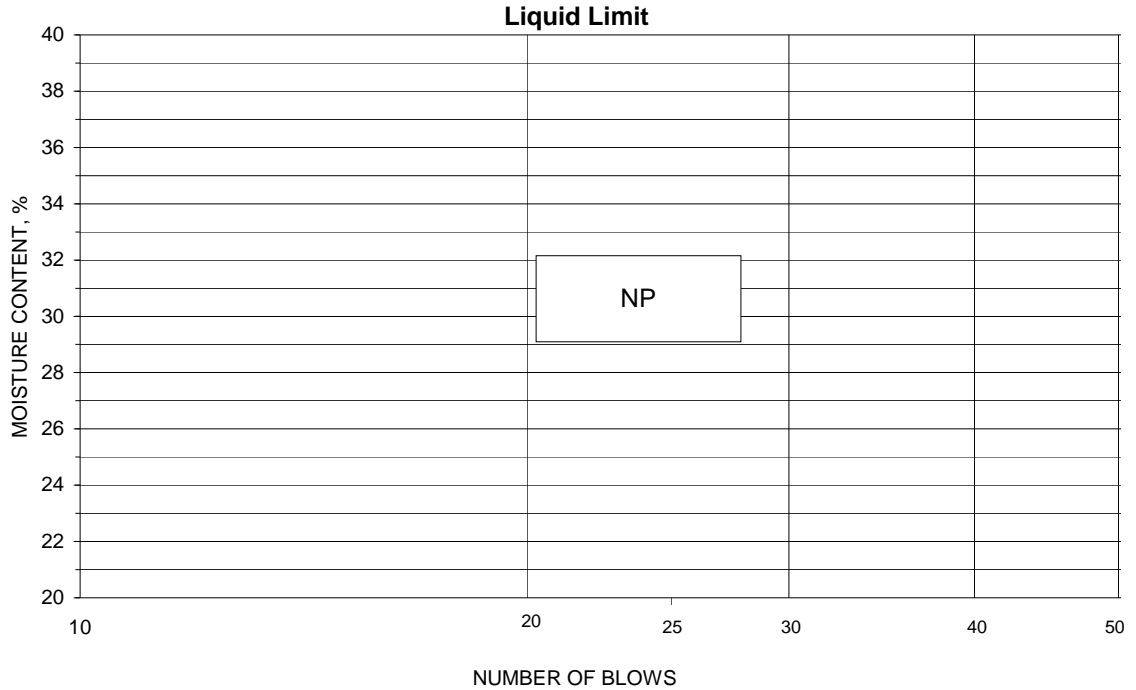 Liquid Limit
40
38
36
34
32
30
28
26
24
22
20
MOISTURE CONTENT, %
NP
10 20 25 30 40 50
NUMBER OF BLOWS